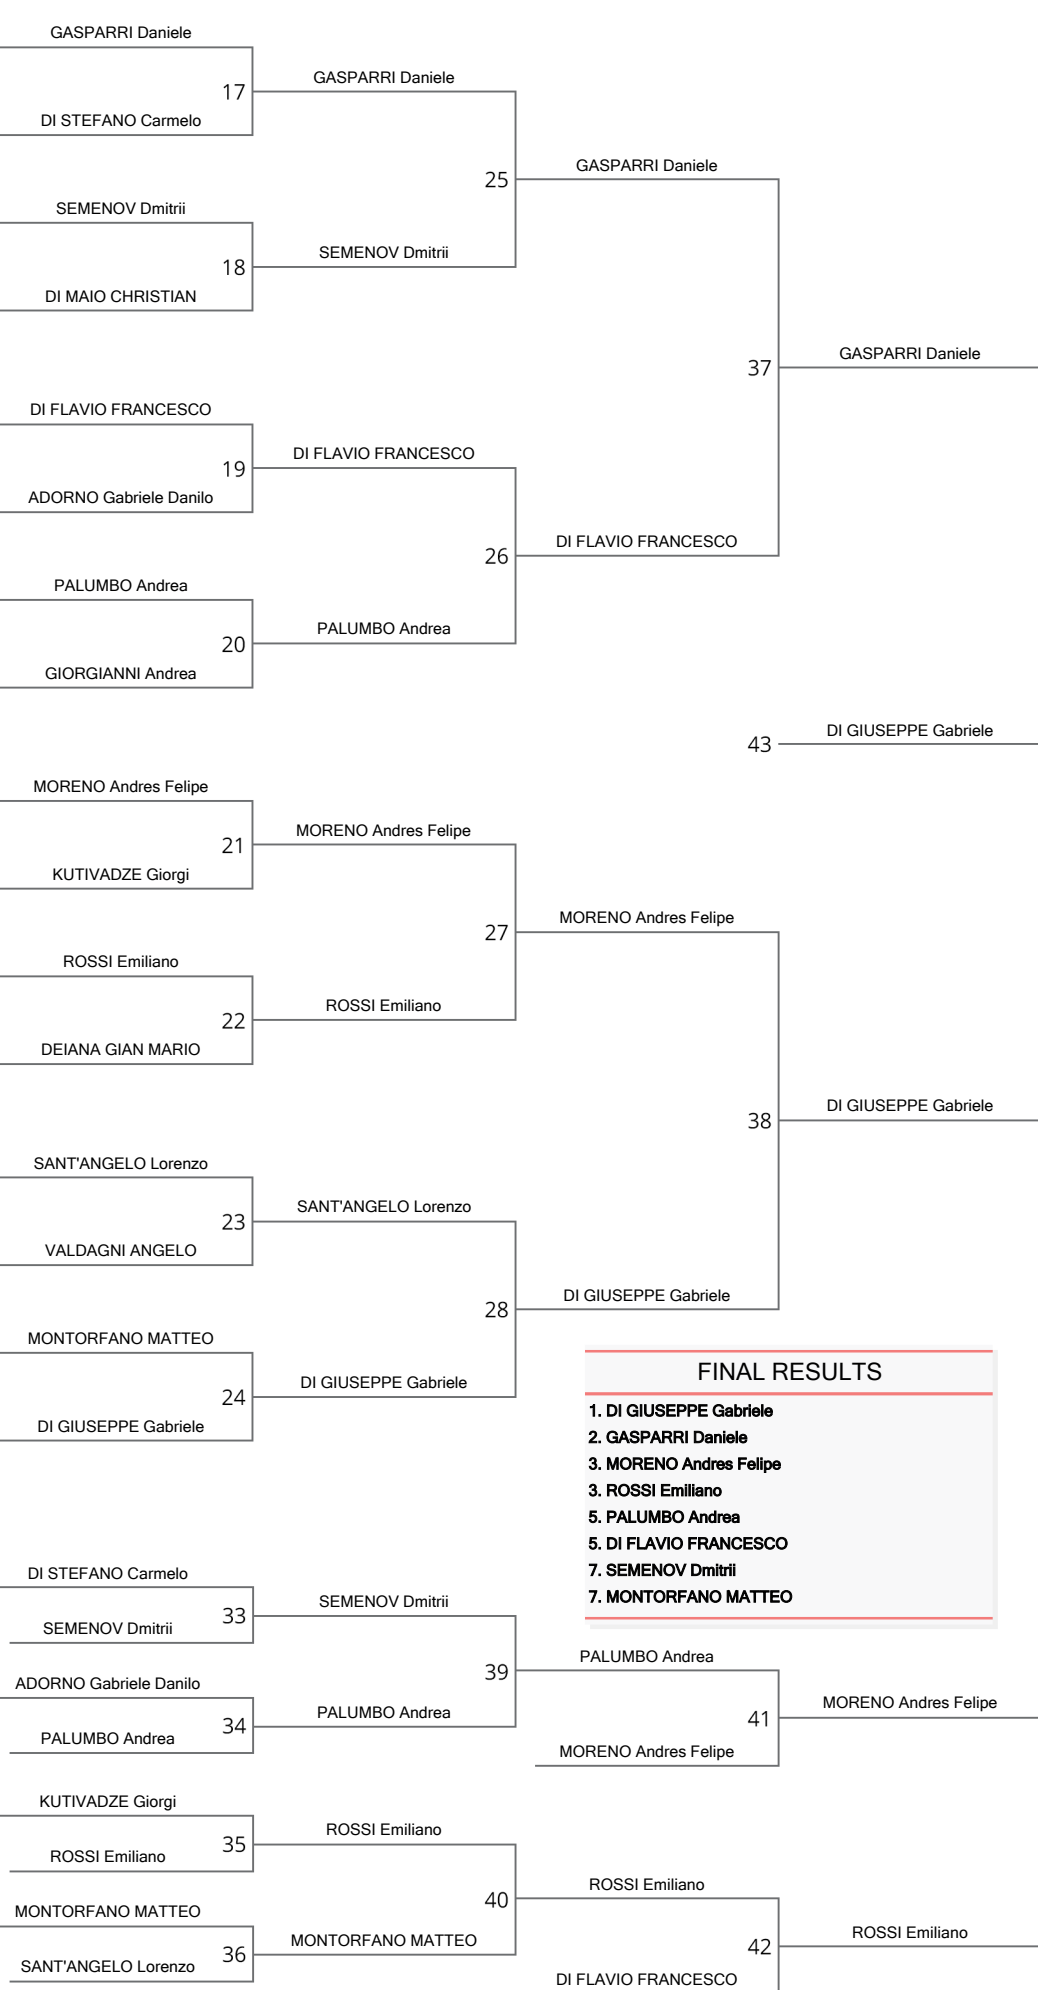 GASPARRI Daniele
17
DI STEFANO Carmelo
GASPARRI Daniele
SEMENOV Dmitrii
18
DI MAIO CHRISTIAN
SEMENOV Dmitrii
25
GASPARRI Daniele
DI FLAVIO FRANCESCO
19
ADORNO Gabriele Danilo
DI FLAVIO FRANCESCO
PALUMBO Andrea
20
GIORGIANNI Andrea
PALUMBO Andrea
26
DI FLAVIO FRANCESCO
37
GASPARRI Daniele
43
DI GIUSEPPE Gabriele
MORENO Andres Felipe
21
KUTIVADZE Giorgi
MORENO Andres Felipe
ROSSI Emiliano
22
DEIANA GIAN MARIO
ROSSI Emiliano
27
MORENO Andres Felipe
SANT'ANGELO Lorenzo
23
VALDAGNI ANGELO
SANT'ANGELO Lorenzo
MONTORFANO MATTEO
24
DI GIUSEPPE Gabriele
DI GIUSEPPE Gabriele
28
DI GIUSEPPE Gabriele
38
DI GIUSEPPE Gabriele
FINAL RESULTS
1. DI GIUSEPPE Gabriele
2. GASPARRI Daniele
3. MORENO Andres Felipe
3. ROSSI Emiliano
5. PALUMBO Andrea
5. DI FLAVIO FRANCESCO
7. SEMENOV Dmitrii
7. MONTORFANO MATTEO
DI STEFANO Carmelo
33
SEMENOV Dmitrii
SEMENOV Dmitrii
ADORNO Gabriele Danilo
34
PALUMBO Andrea
PALUMBO Andrea
39
PALUMBO Andrea
41
MORENO Andres Felipe
MORENO Andres Felipe
KUTIVADZE Giorgi
35
ROSSI Emiliano
ROSSI Emiliano
MONTORFANO MATTEO
36
SANT'ANGELO Lorenzo
MONTORFANO MATTEO
40
ROSSI Emiliano
42
DI FLAVIO FRANCESCO
ROSSI Emiliano